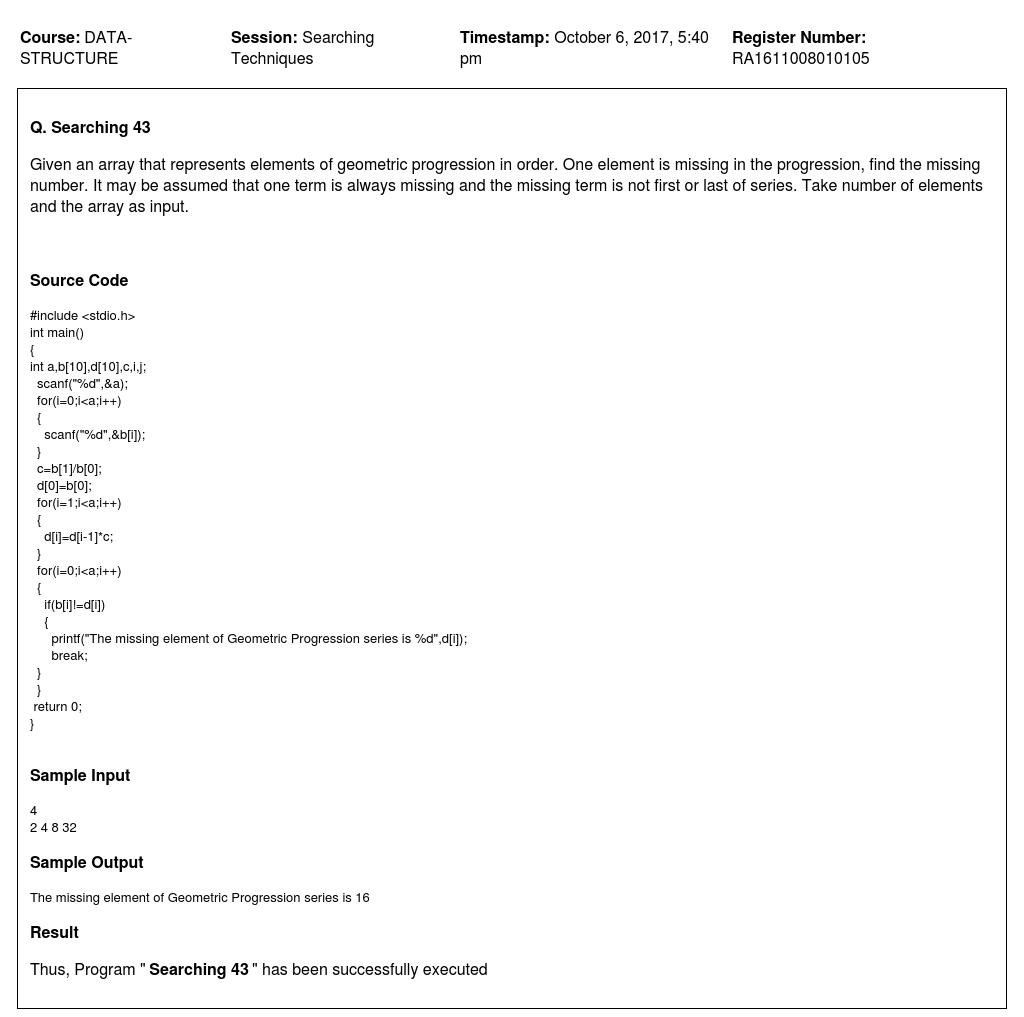 Course: DATA-STRUCTURE
Session: Searching Techniques
Timestamp: October 6, 2017, 5:40 pm
Register Number: RA1611008010105
Q. Searching 43
Given an array that represents elements of geometric progression in order. One element is missing in the progression, find the missing
number. It may be assumed that one term is always missing and the missing term is not first or last of series. Take number of elements
and the array as input.
Source Code
#include <stdio.h>
int main()
{
int a,b[10],d[10],c,i,j;
  scanf("%d",&a);
  for(i=0;i<a;i++)
  {
    scanf("%d",&b[i]);
  }
  c=b[1]/b[0];
  d[0]=b[0];
  for(i=1;i<a;i++)
  {
    d[i]=d[i-1]*c;
  }
  for(i=0;i<a;i++)
  {
    if(b[i]!=d[i])
    {
      printf("The missing element of Geometric Progression series is %d",d[i]);
      break;
  }
  }
 return 0;
}
Sample Input
4
2 4 8 32
Sample Output
The missing element of Geometric Progression series is 16
Result
Thus, Program " Searching 43 " has been successfully executed